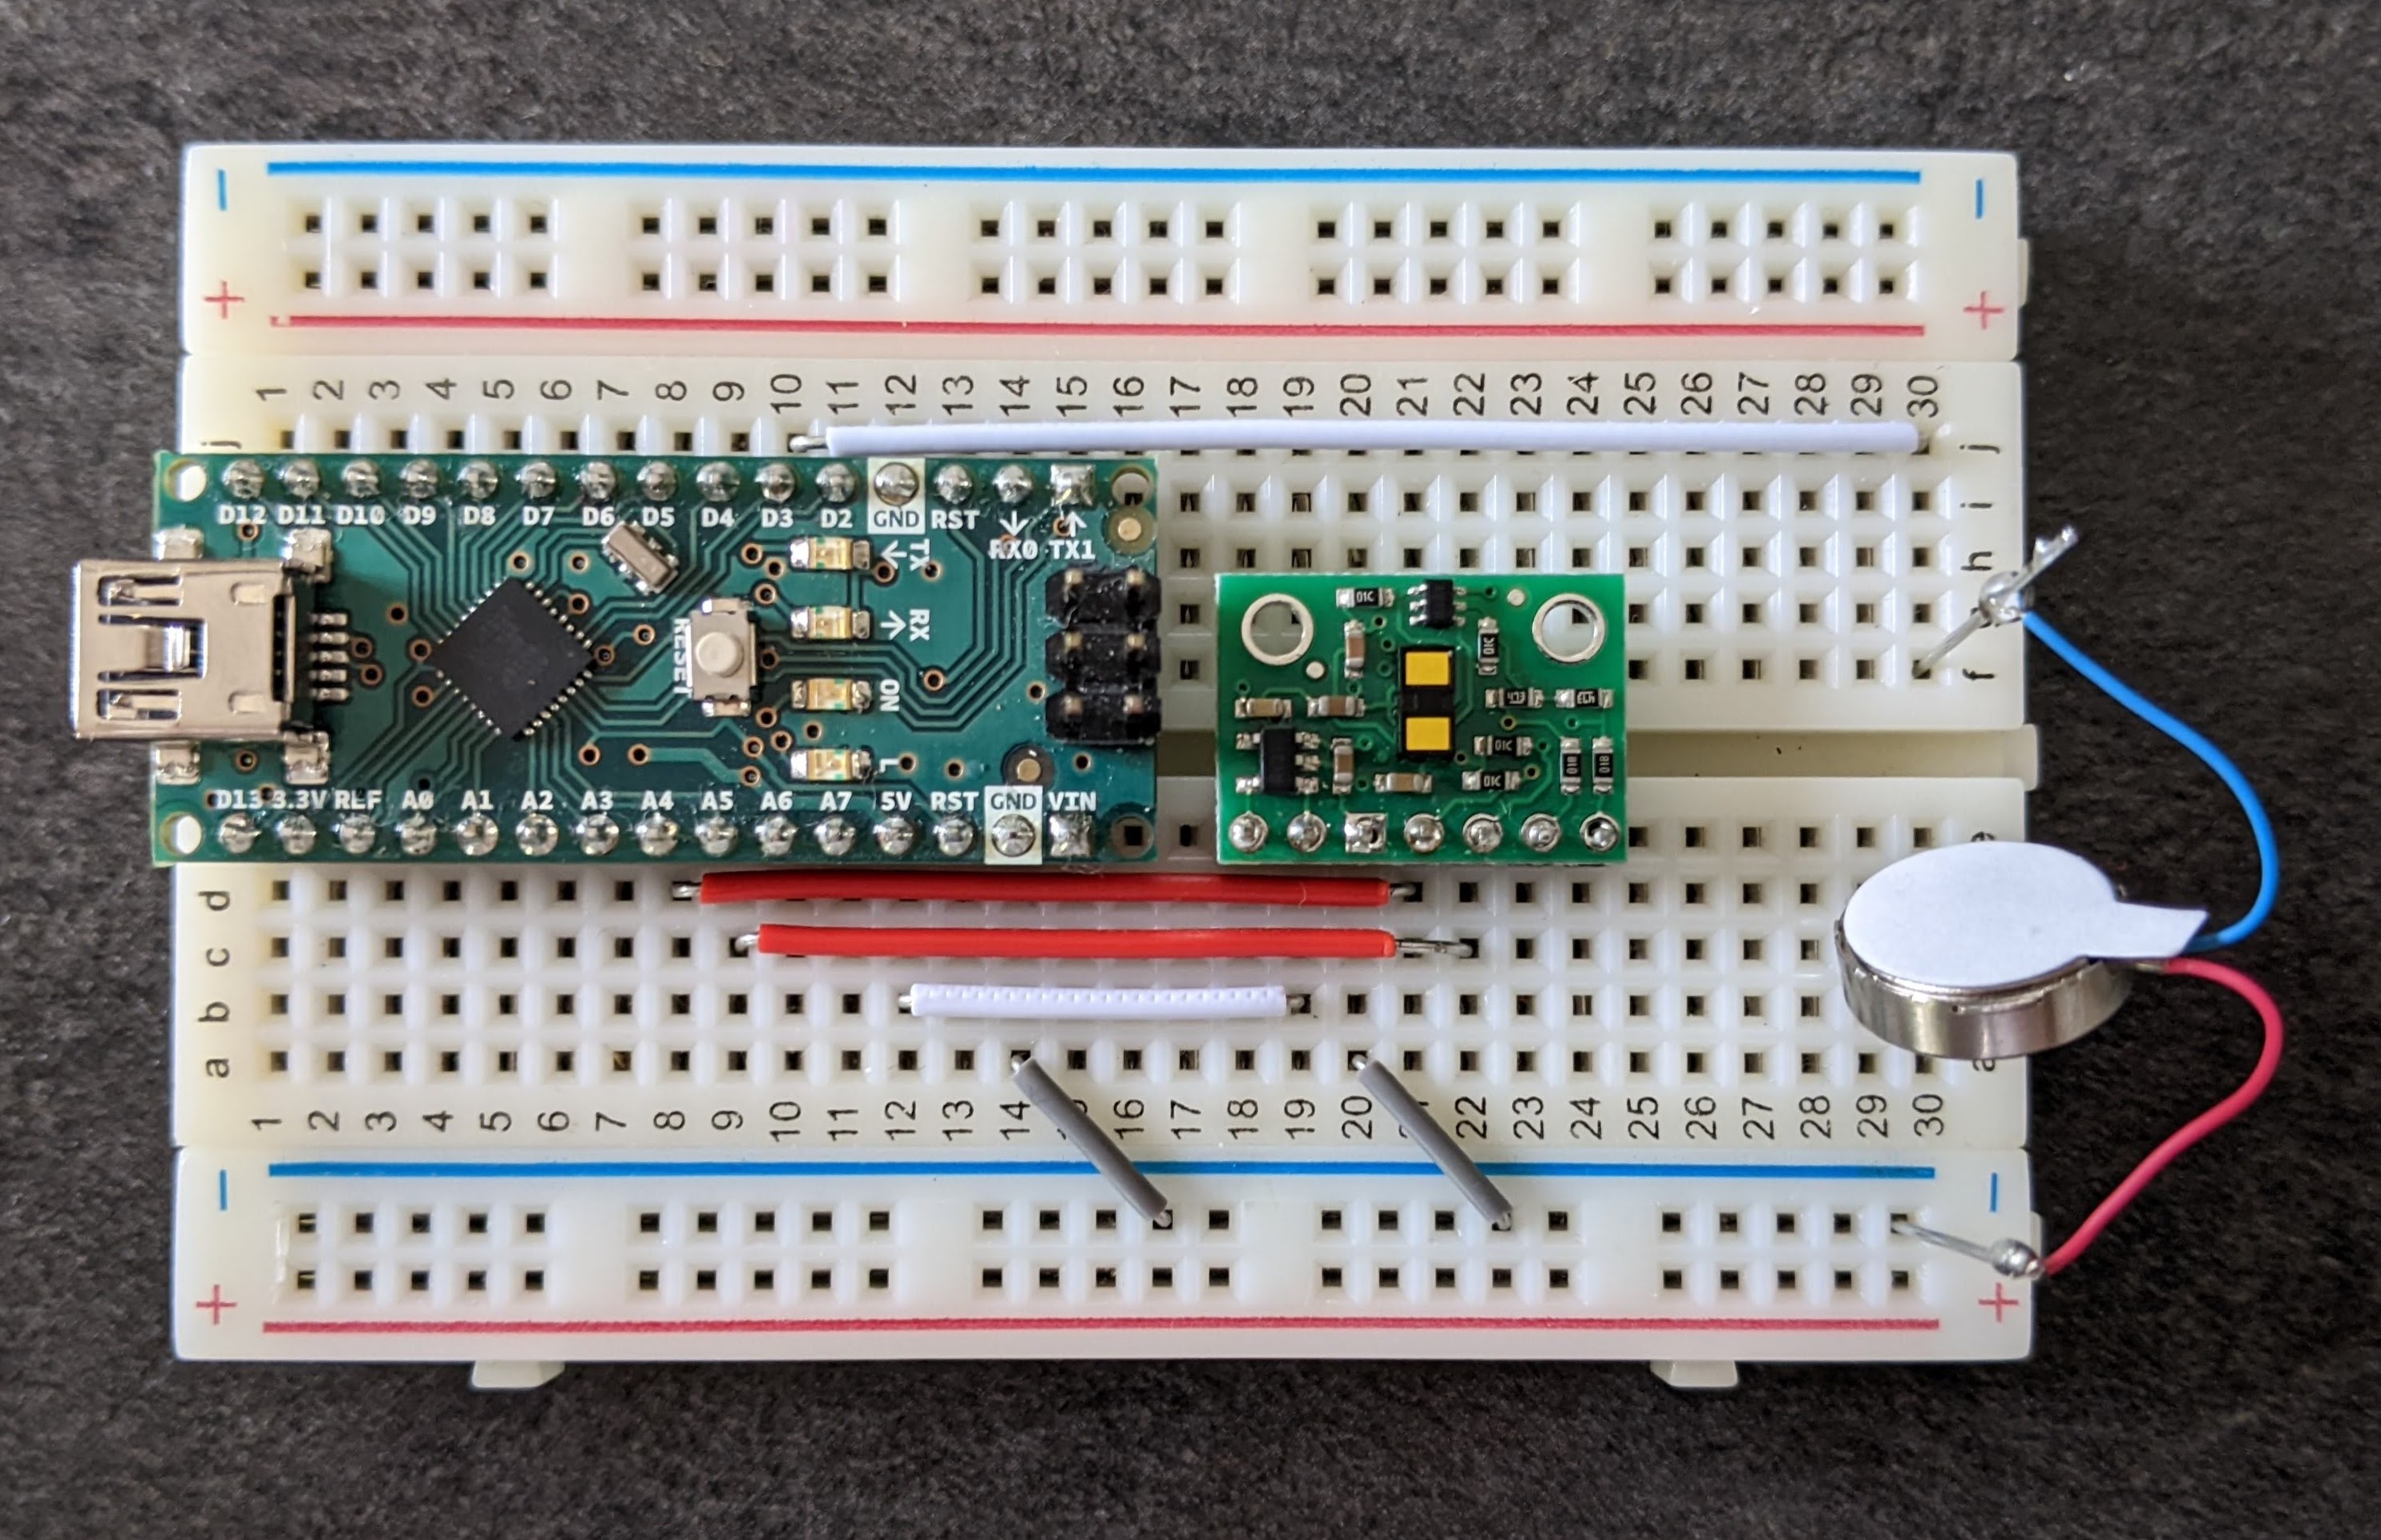 − −
+ +
1 2 3 4 5 6 7 8 9 10 11 12 13 14 15 16 17 18 19 20 21 22 23 24 25 26 27 28 29 30
j j
D12 D11 D10 D9 D8 D7 D6 D5 D4 D3 D2 GND RST RX0 TX1
i
TX
h
RX
RESET
f
ON
L
D13 3.3V REF A0 A1 A2 A3 A4 A5 A6 A7 5V RST GND VIN
01C
01C
01C
01C
e
d
c
b
a a
1 2 3 4 5 6 7 8 9 10 11 12 13 14 16 17 18 19 20 22 23 24 25 26 27 28 29 30
− −
+ +